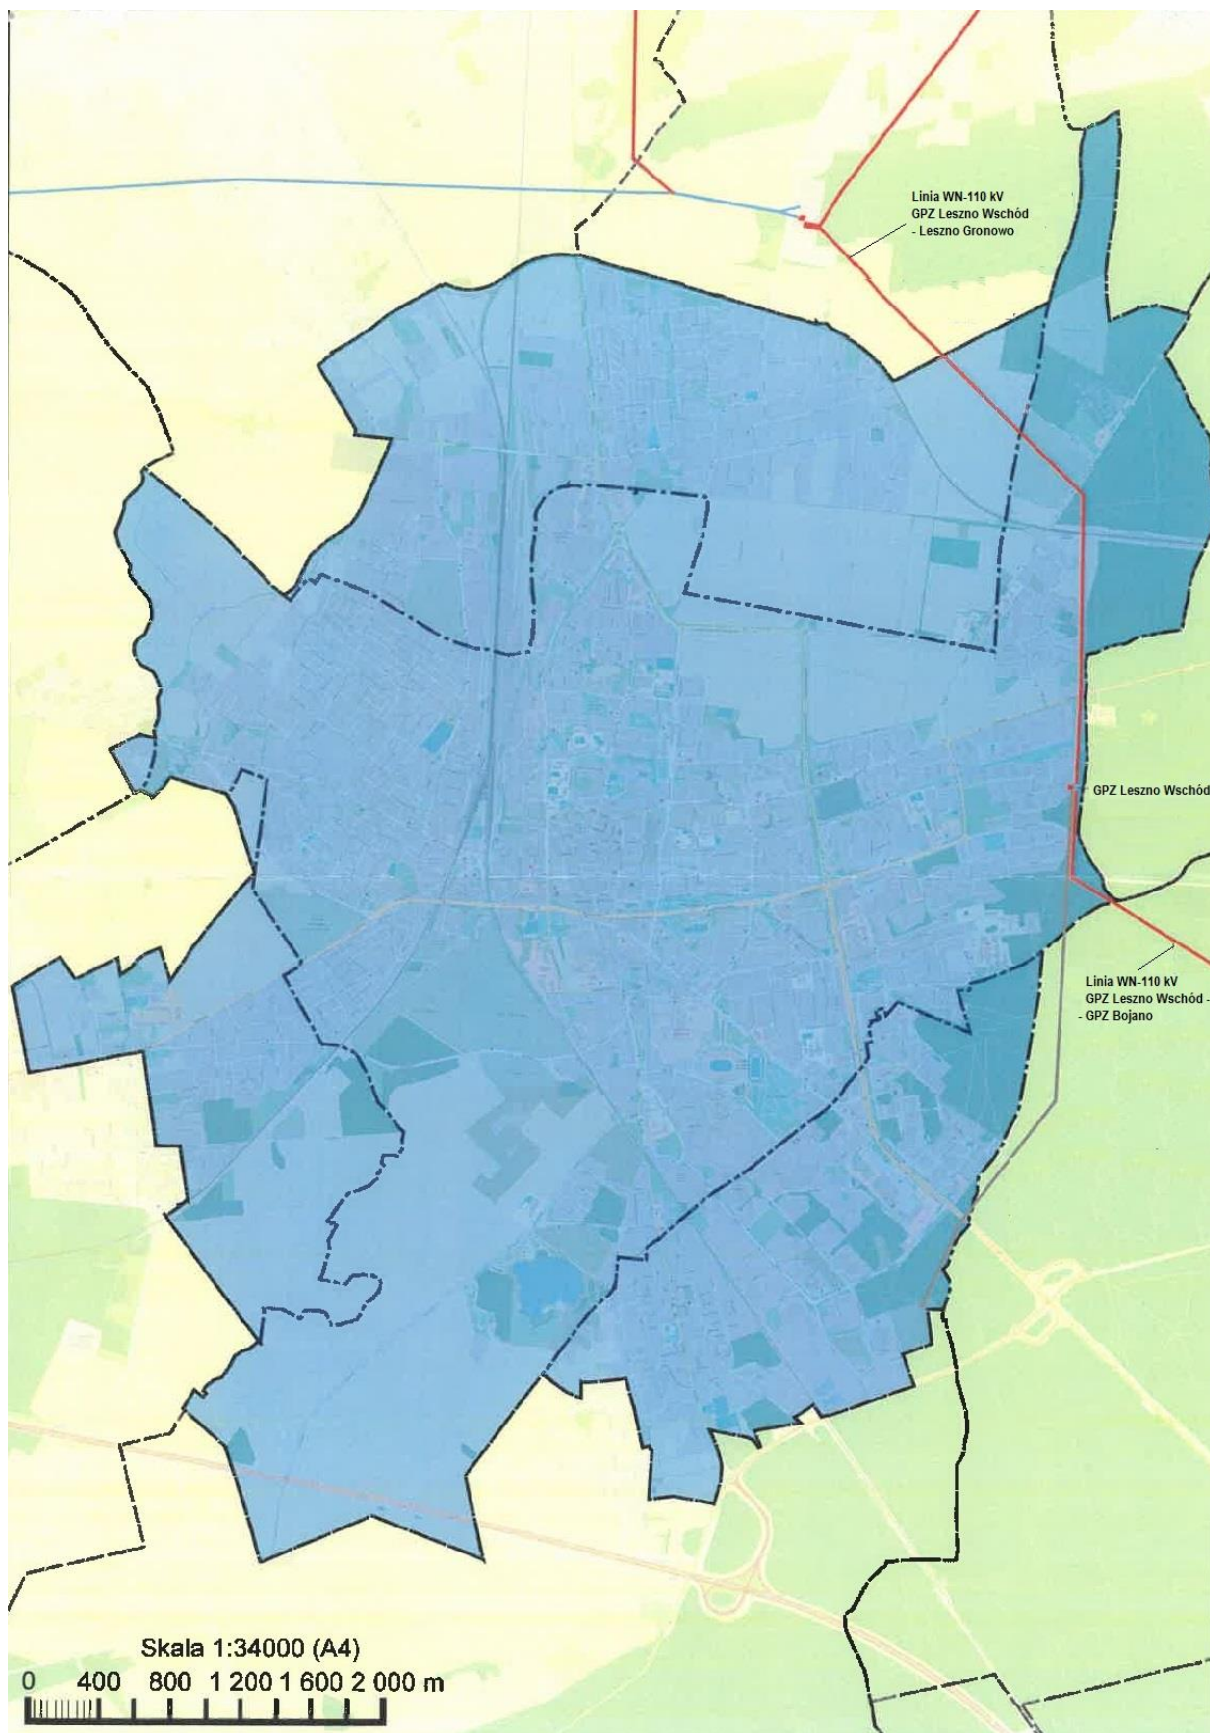 Linia WN-110 kV
GPZ Leszno Wschód
- Leszno Gronowo
GPZ Leszno Wschód
Linia WN-110 kV
GPZ Leszno Wschód -
- GPZ Bojano
Skala 1:34000 (A4)
0 400 800 1 200 1 600 2 000 m